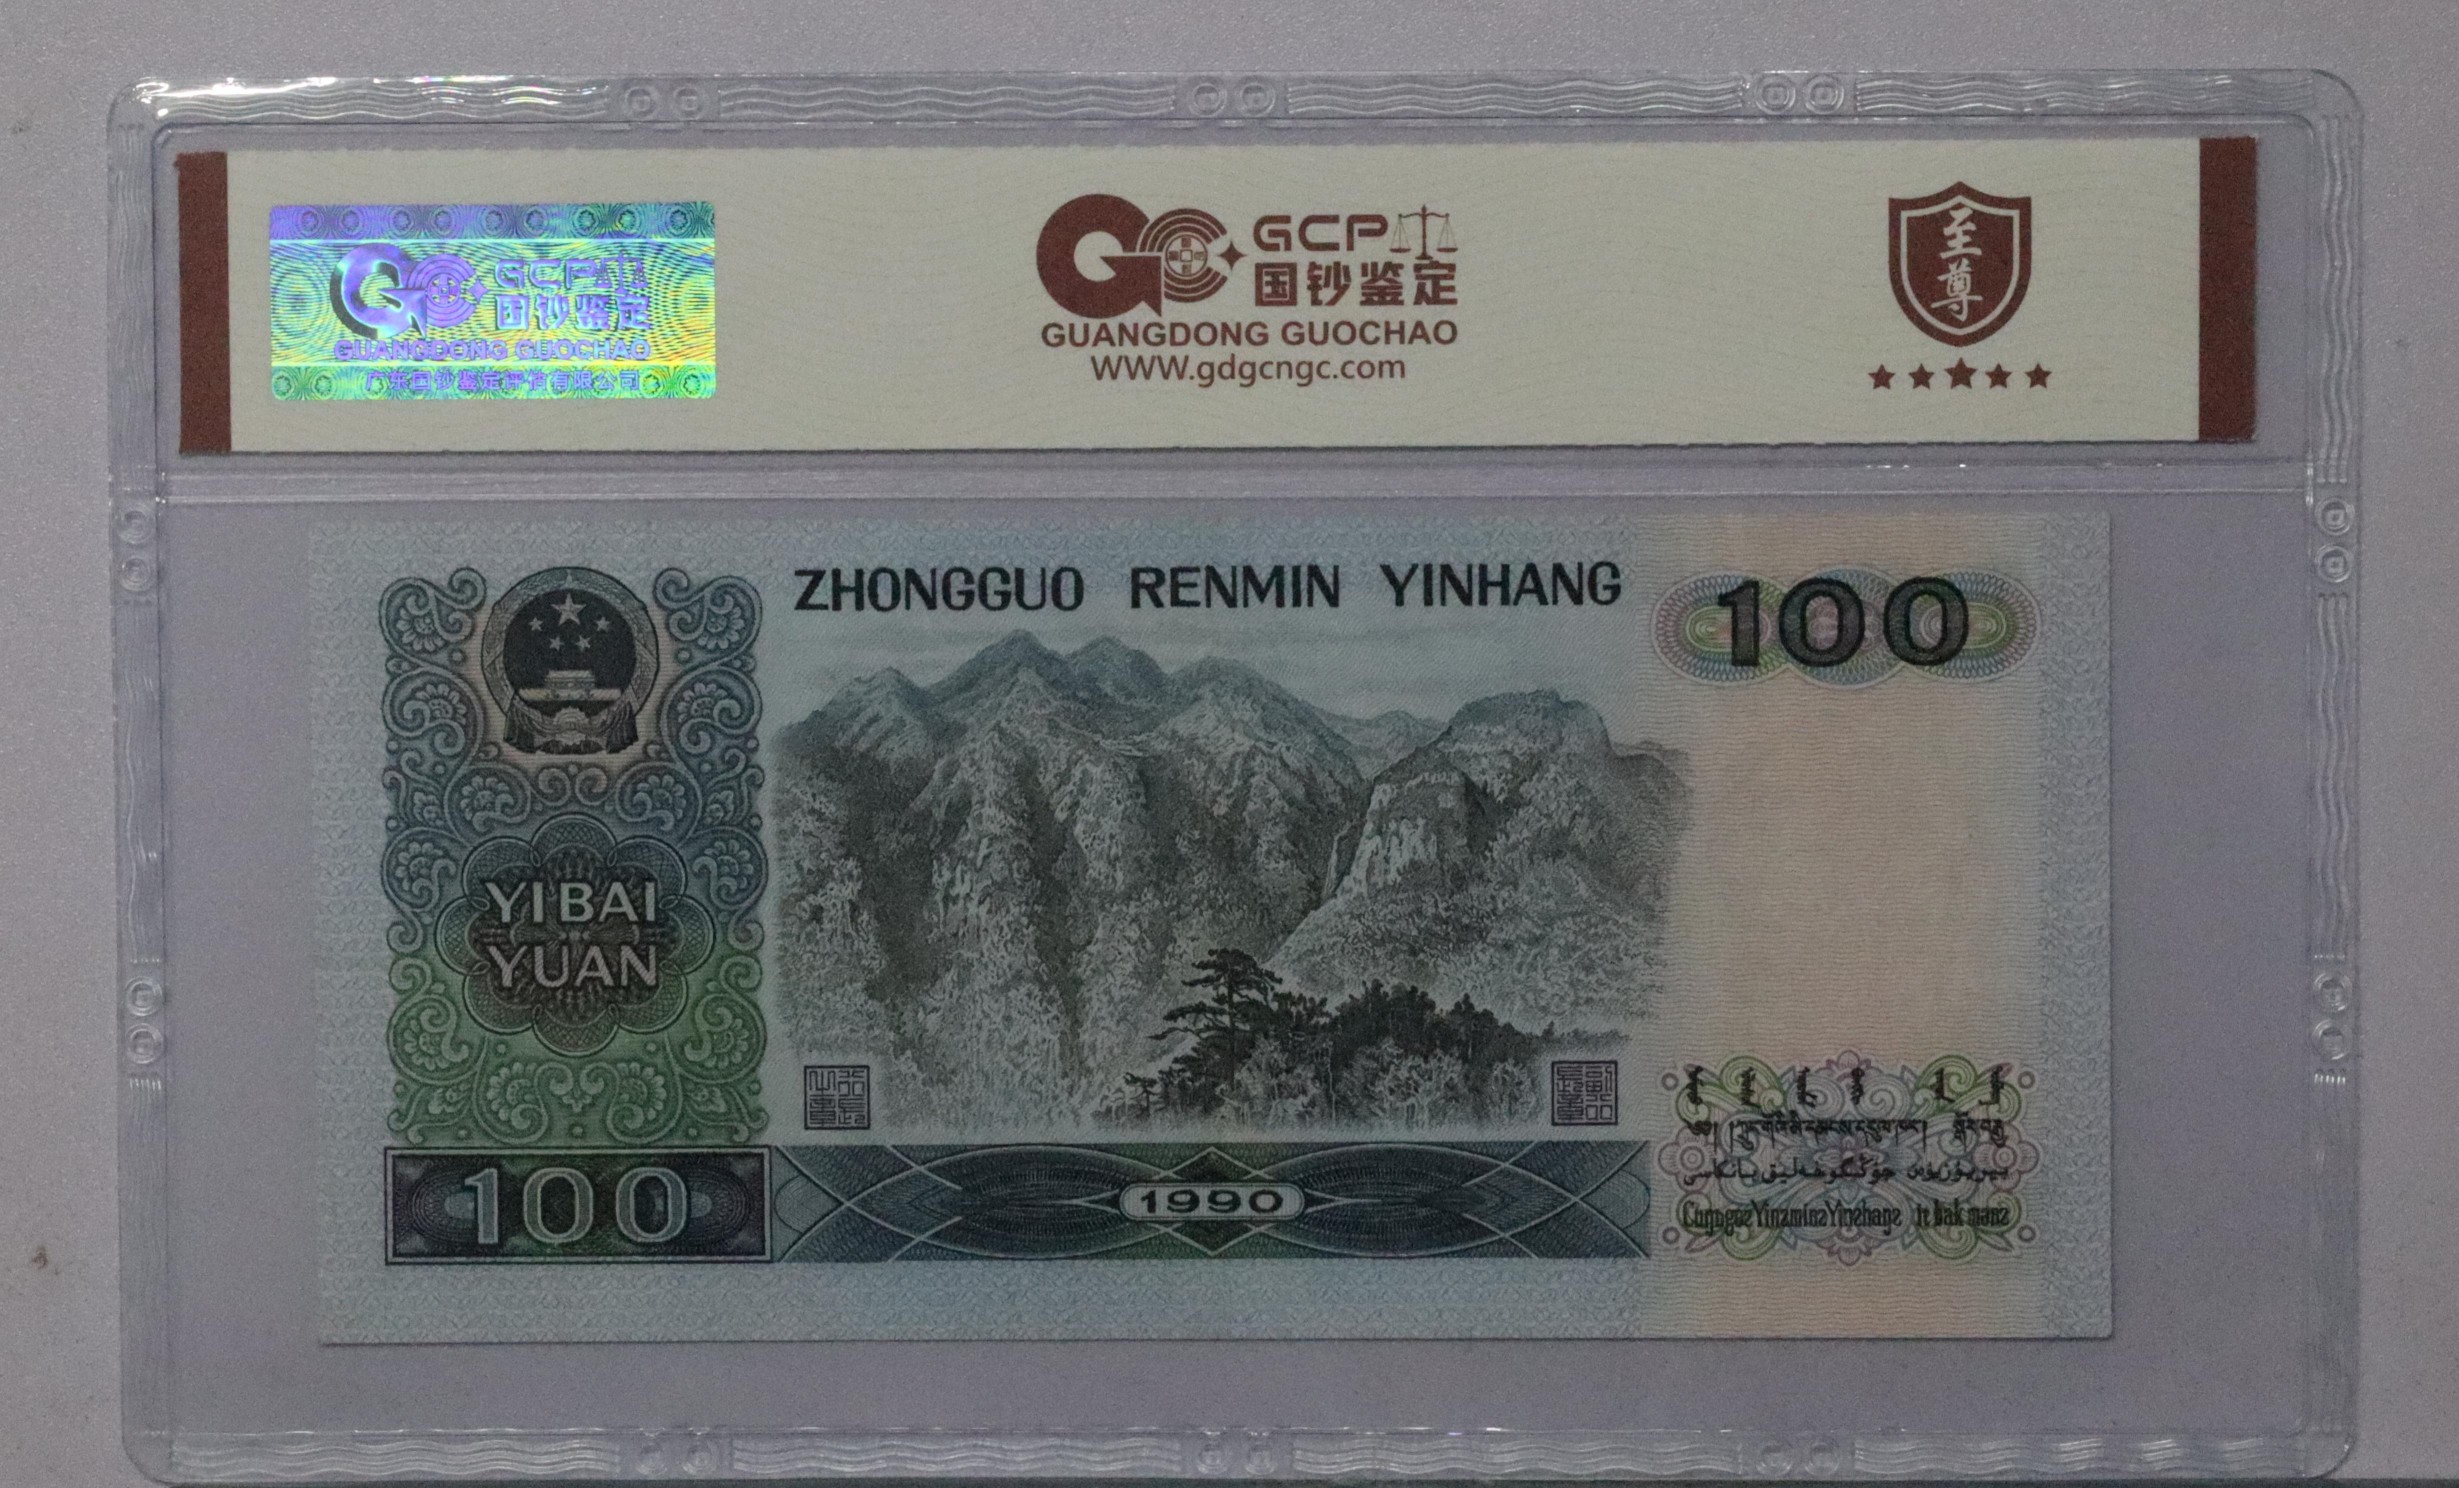 GCP
国钞鉴定
GUANGDONG GUOCHAO
广东国钞鉴定评估有限公司
GCP
国钞鉴定
GUANGDONG GUOCHAO
WWW.gdgcngc.com
至
尊
ZHONGGUO RENMIN YINHANG
100
YI BAI
YUAN
100
1990